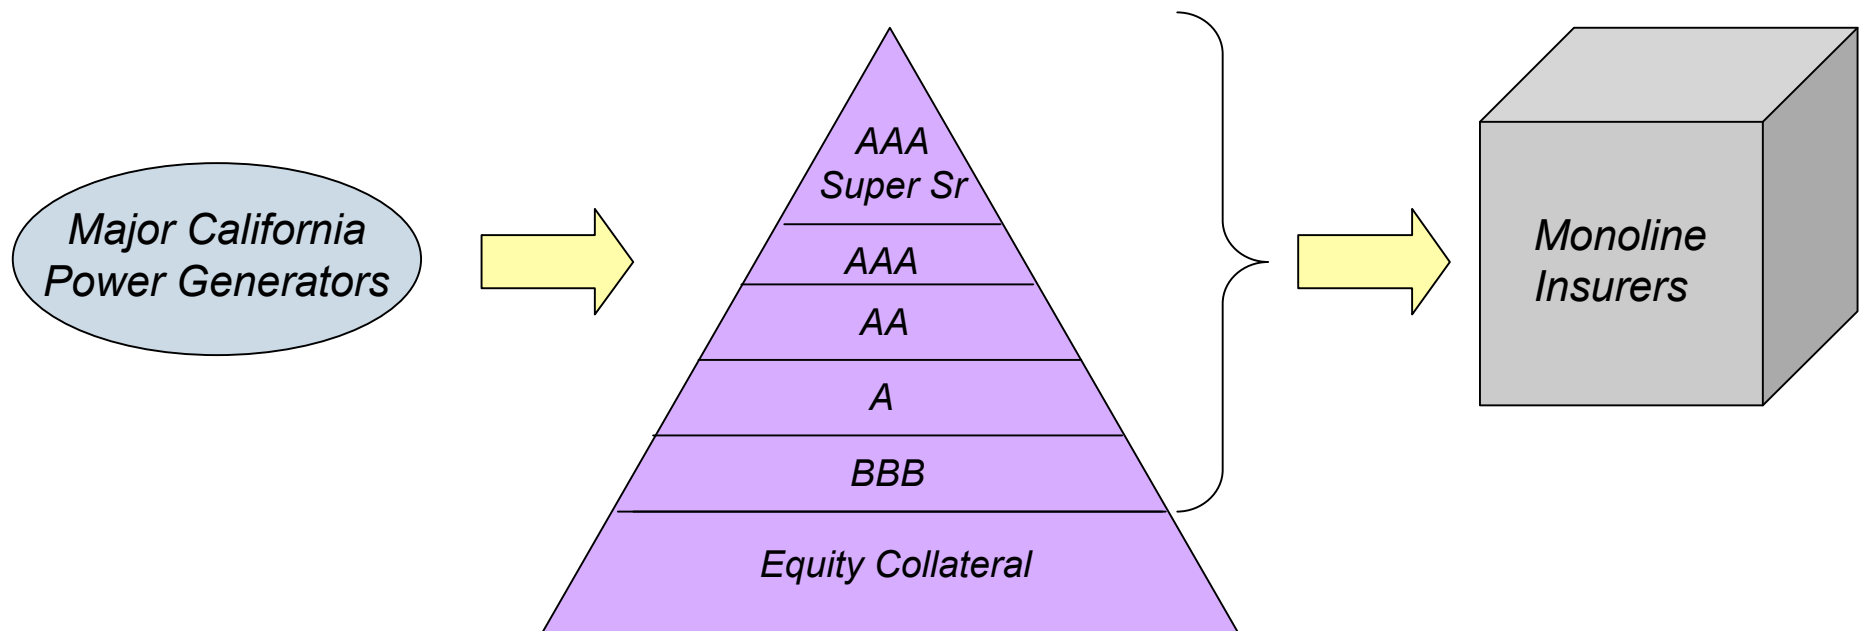 Major California
Power Generators
AAA
Super Sr
AAA
AA
A
BBB
Equity Collateral
Monoline
Insurers